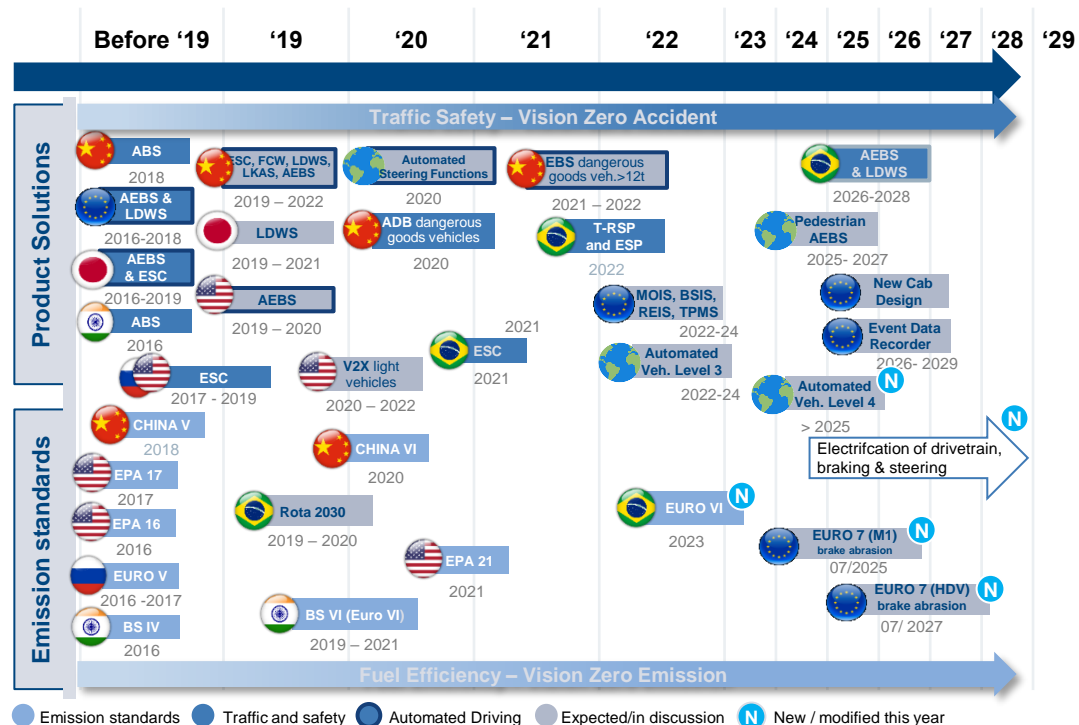 Before ‘19 ‘19 ‘20 ‘21 ‘22 ‘23 ‘24 ‘25 ‘26 ‘27 ‘28 ‘29
Traffic Safety – Vision Zero Accident
Product Solutions
ABS
2018
AEBS &
LDWS
2016-2018
AEBS
& ESC
2016-2019
ABS
2016
ESC
2017 - 2019
ESC, FCW, LDWS,
LKAS, AEBS
2019 – 2022
LDWS
2019 – 2021
AEBS
2019 – 2020
Automated
Steering Functions
2020
ADB dangerous
goods vehicles
2020
V2X light
vehicles
2020 – 2022
EBS dangerous
goods veh.>12t
2021 – 2022
T-RSP
and ESP
2022
2021
ESC
2021
MOIS, BSIS,
REIS, TPMS
2022-24
Automated
Veh. Level 3
2022-24
AEBS
& LDWS
2026-2028
Pedestrian
AEBS
2025- 2027
New Cab
Design
Event Data
Recorder
2026- 2029
N
Automated
Veh. Level 4
> 2025
N
Electrifcation of drivetrain,
braking & steering
Emission standards
CHINA V
2018
EPA 17
2017
EPA 16
2016
EURO V
2016 -2017
BS IV
2016
CHINA VI
2020
Rota 2030
2019 – 2020
EPA 21
2021
BS VI (Euro VI)
2019 – 2021
N
EURO VI
2023
N
EURO 7 (M1)
brake abrasion
07/2025
N
EURO 7 (HDV)
brake abrasion
07/ 2027
Fuel Efficiency – Vision Zero Emission
Emission standards Traffic and safety Automated Driving Expected/in discussion N New / modified this year